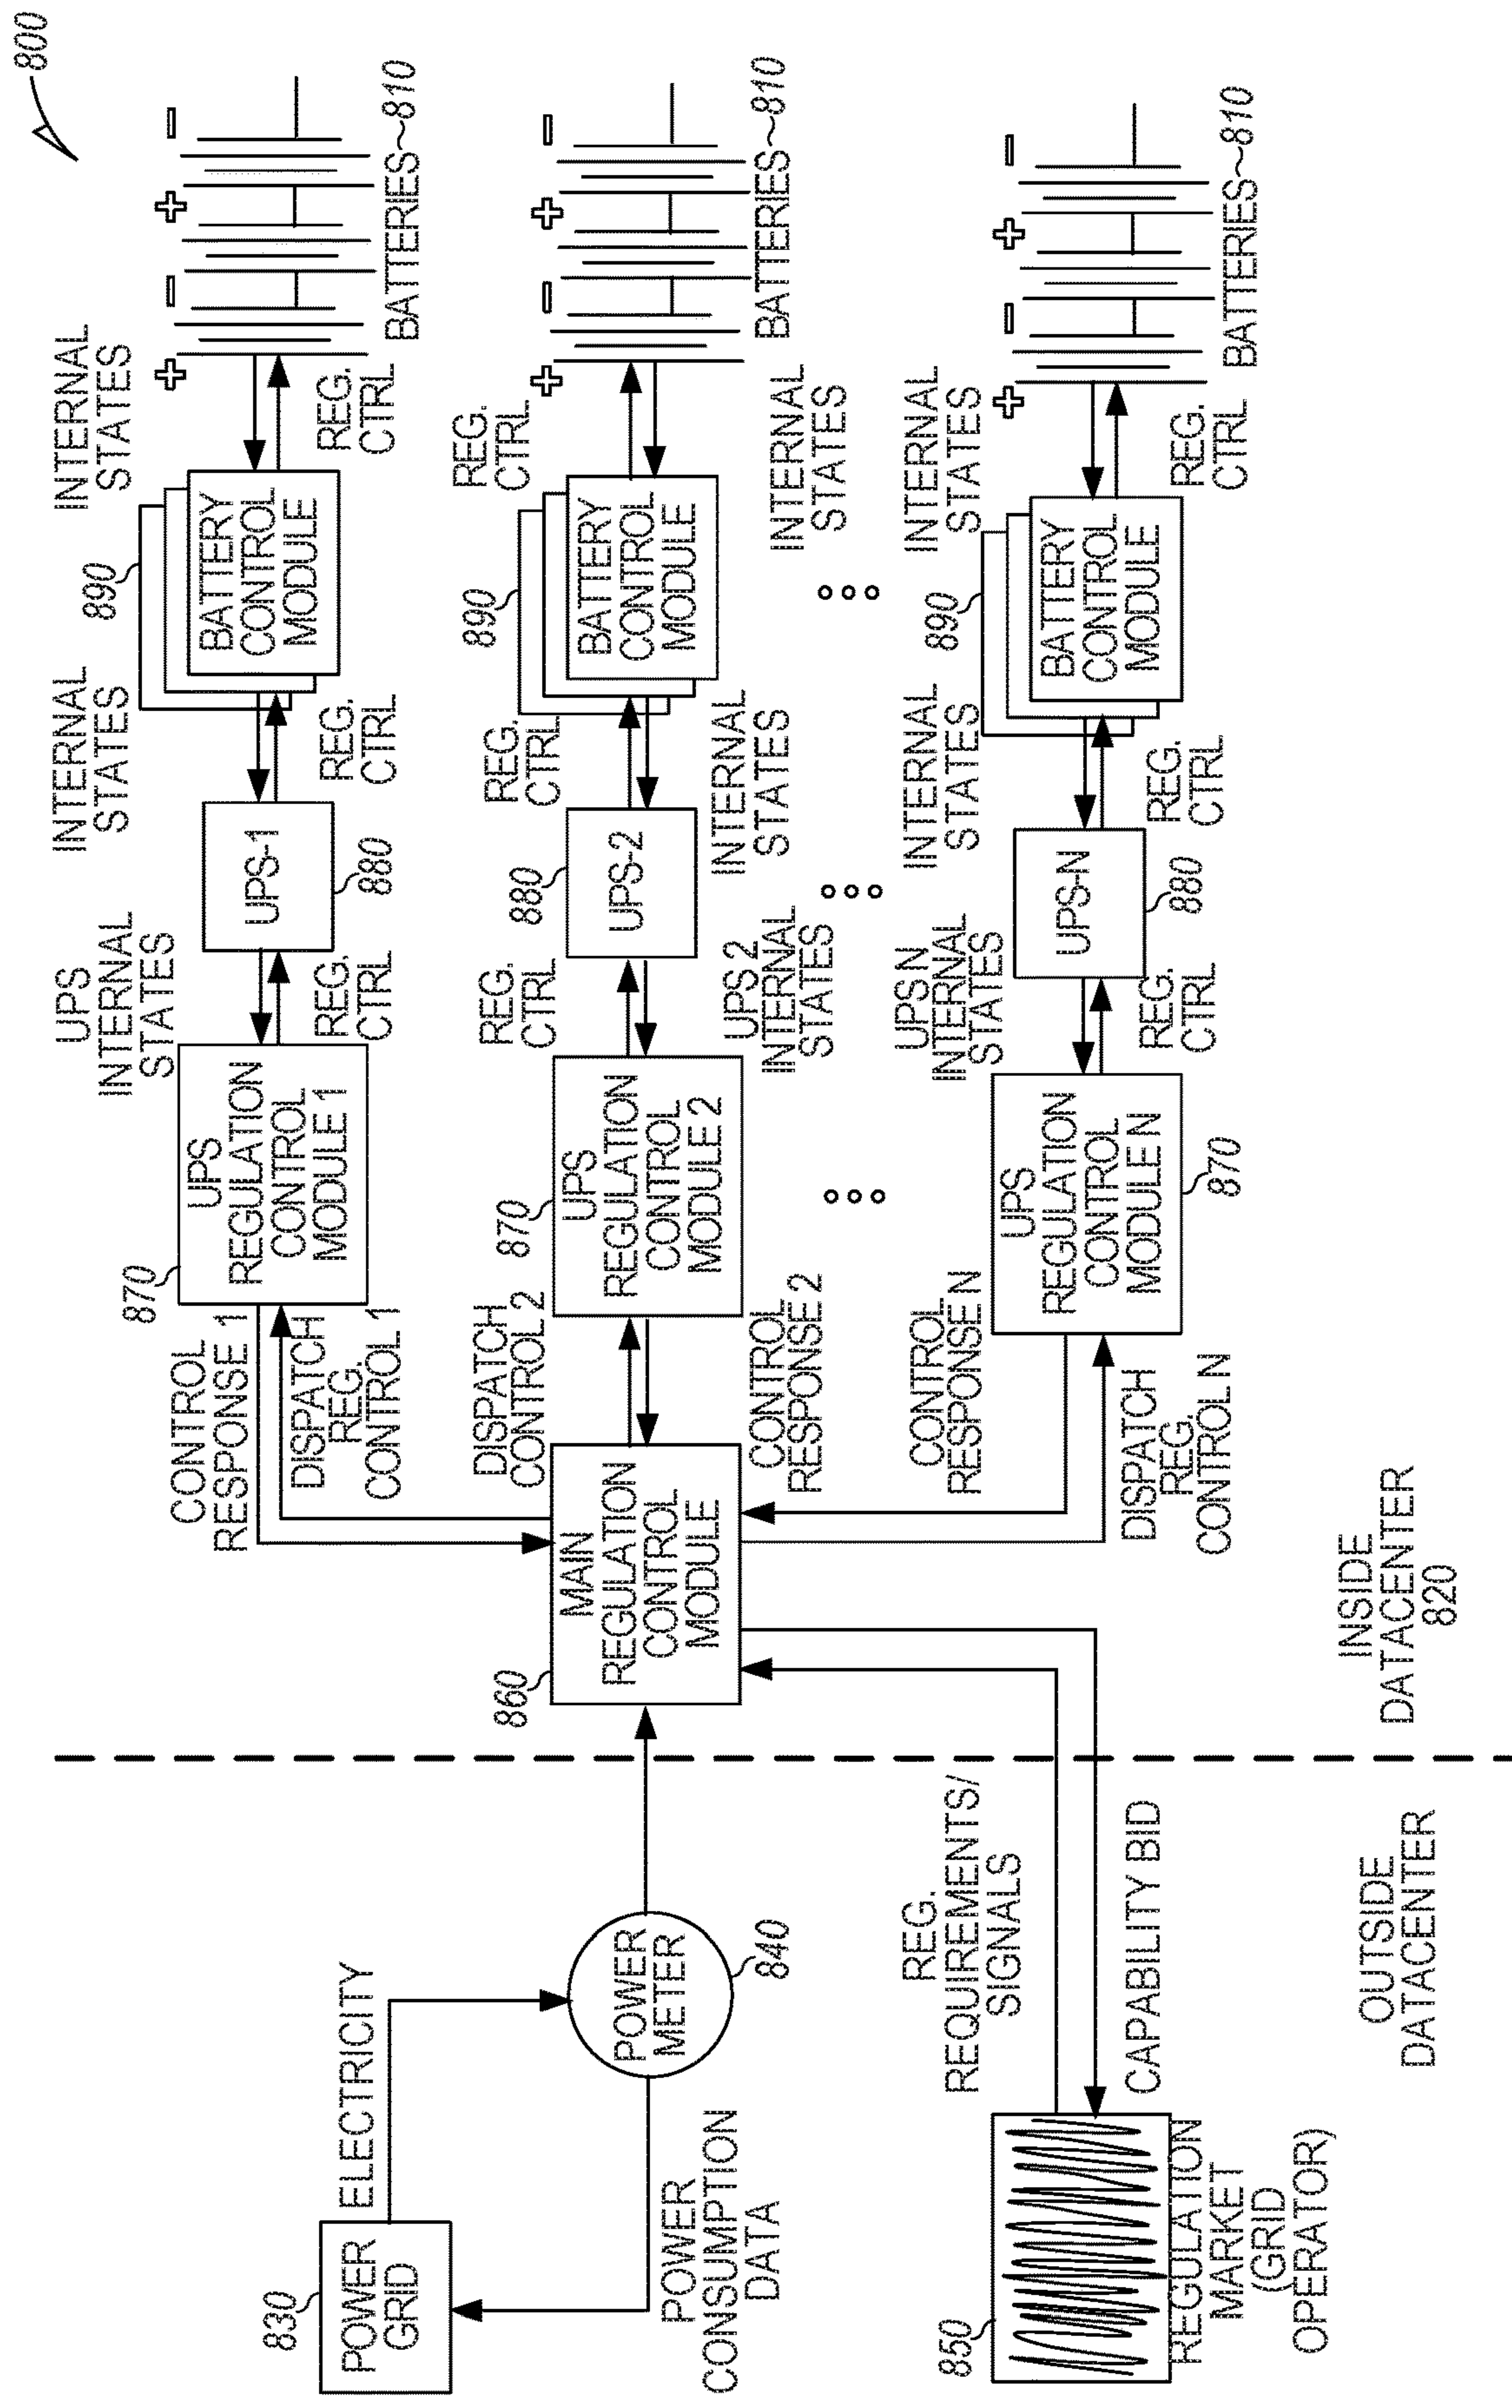 800
INTERNAL
STATES
BATTERIES~810
REG.
CTRL
890
BATTERY
CONTROL
MODULE
INTERNAL
STATES
REG.
CTRL
UPS-1
880
UPS
INTERNAL
STATES
REG.
CTRL
UPS
REGULATION
CONTROL
MODULE 1
870
CONTROL
RESPONSE 1
DISPATCH
REG.
CONTROL 1
BATTERIES~810
REG.
CTRL
INTERNAL
STATES
890
BATTERY
CONTROL
MODULE
REG.
CTRL
INTERNAL
STATES
880
UPS-2
REG.
CTRL
UPS 2
INTERNAL
STATES
870
UPS
REGULATION
CONTROL
MODULE 2
DISPATCH
CONTROL 2
CONTROL
RESPONSE 2
BATTERIES~810
INTERNAL
STATES
REG.
CTRL
890
BATTERY
CONTROL
MODULE
INTERNAL
STATES
REG.
CTRL
UPS-N
880
UPS N
INTERNAL
STATES
REG.
CTRL
UPS
REGULATION
CONTROL
MODULE N
870
CONTROL
RESPONSE N
DISPATCH
REG.
CONTROL N
860
MAIN
REGULATION
CONTROL
MODULE
INSIDE
DATACENTER
820
ELECTRICITY
830
POWER
GRID
POWER
METER
840
POWER
CONSUMPTION
DATA
REG.
REQUIREMENTS/
SIGNALS
CAPABILITY BID
850
REGULATION
MARKET
(GRID
OPERATOR)
OUTSIDE
DATACENTER